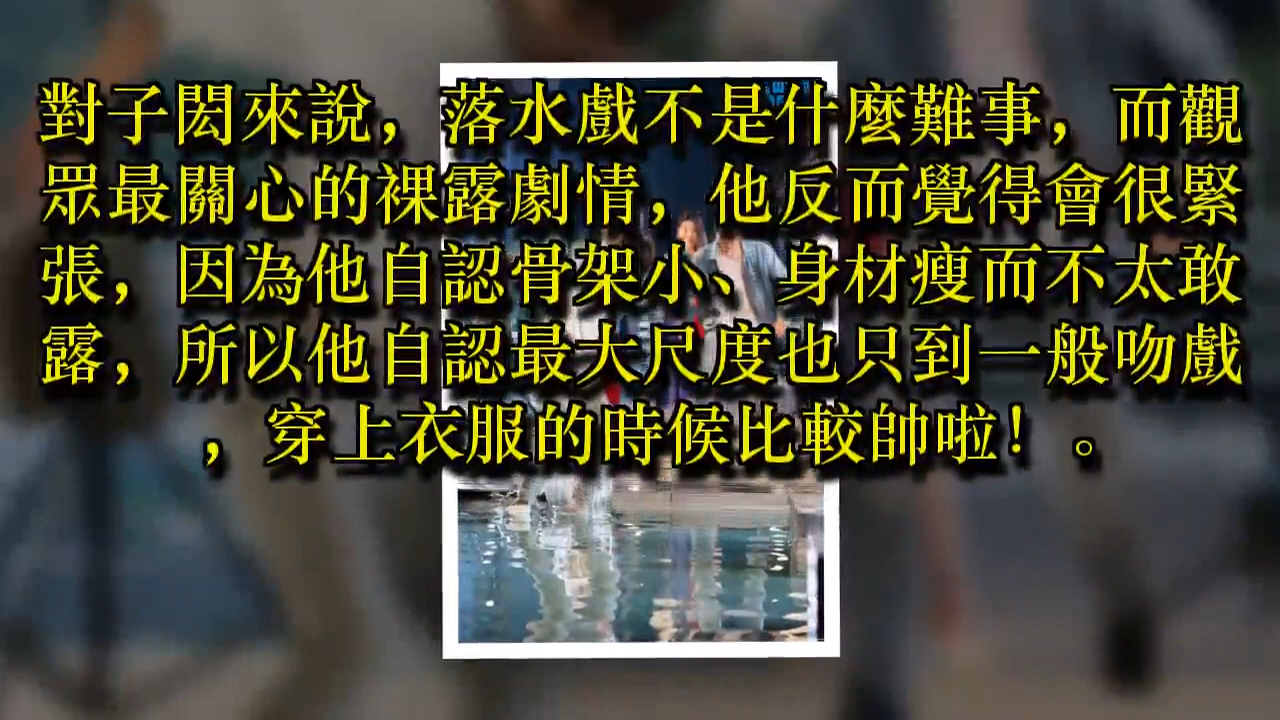 對子閎來說，落水戲不是什麼難事，而觀
眾最關心的裸露劇情，他反而覺得會很緊
張，因為他自認骨架小、身材瘦而不太敢
露，所以他自認最大尺度也只到一般吻戲
，穿上衣服的時候比較帥啦！。